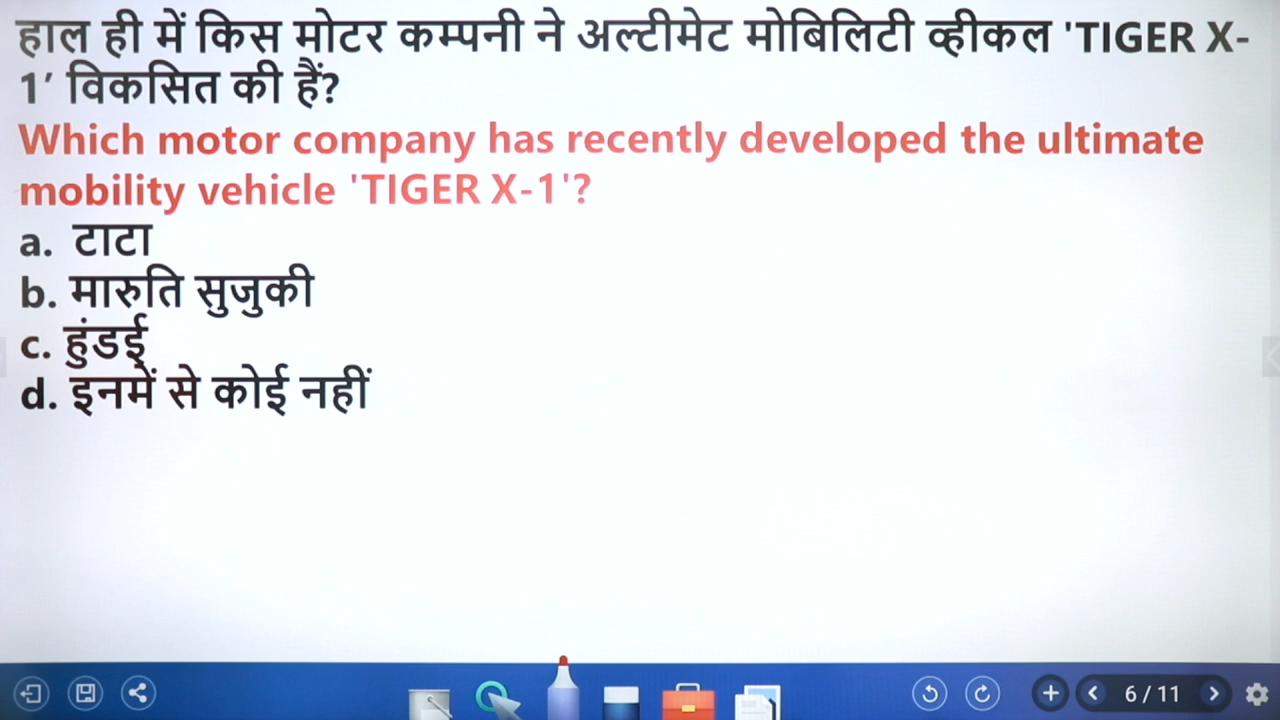 हाल ही में किस मोटर कम्पनी ने अल्टीमेट मोबिलिटी व्हीकल 'TIGER X-
1’ विकसित की हैं?
Which motor company has recently developed the ultimate
mobility vehicle 'TIGER X-1'?
a. टाटा
b. मारुति सुजुकी
c. हुंडई
d. इनमें से कोई नहीं
6 / 11